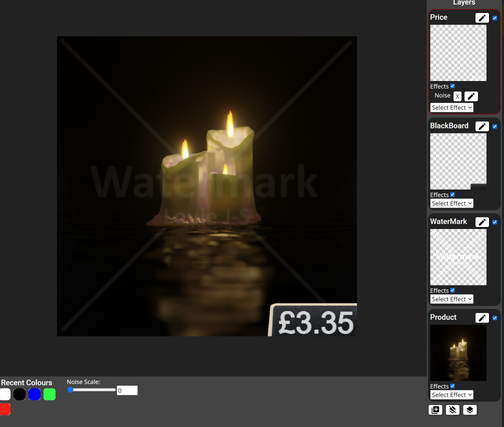 Layers
Price
Effects
Noise X
Select Effect
BlackBoard
Effects
Select Effect
WaterMark
Effects
Select Effect
Product
Effects
Select Effect
Watermark
£3.35
Recent Colours
Noise Scale:
0